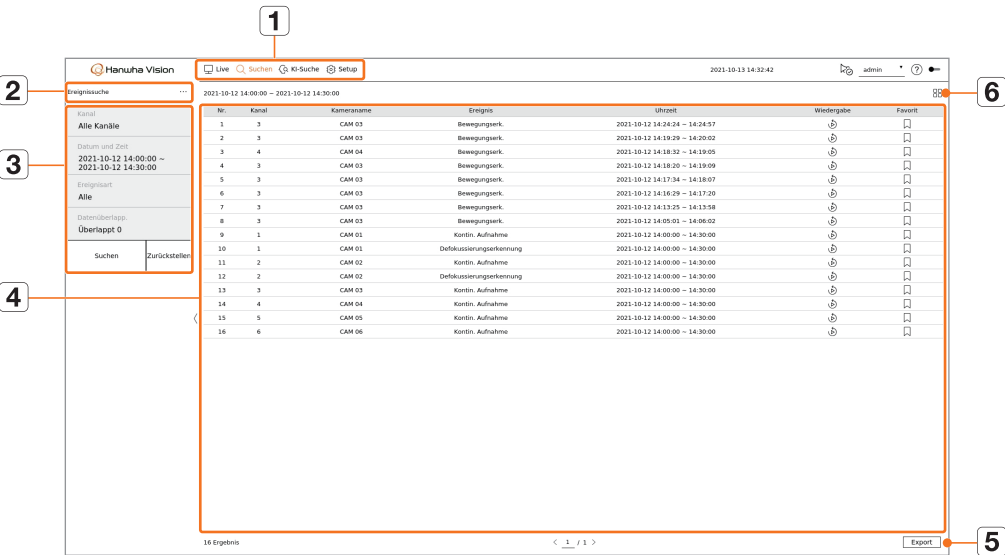 1
Hanwha Vision
Live Suchen KI-Suche Setup
2021-10-13 14:32:42
admin
?
2
Ereignissuche ...
2021-10-12 14:00:00 ~ 2021-10-12 14:30:00
6
3
Kanal
Alle Kanäle
Datum und Zeit
2021-10-12 14:00:00 ~
2021-10-12 14:30:00
Ereignisart
Alle
Datenüberlapp.
Überlappt 0
Suchen Zurückstellen
4
Nr. Kanal Kameraname Ereignis Uhrzeit Wiedergabe Favorit
1 3 CAM 03 Bewegungserk. 2021-10-12 14:24:24 ~ 14:24:57
2 3 CAM 03 Bewegungserk. 2021-10-12 14:19:29 ~ 14:20:02
3 4 CAM 04 Bewegungserk. 2021-10-12 14:18:32 ~ 14:19:05
4 3 CAM 03 Bewegungserk. 2021-10-12 14:18:20 ~ 14:19:09
5 3 CAM 03 Bewegungserk. 2021-10-12 14:17:34 ~ 14:18:07
6 3 CAM 03 Bewegungserk. 2021-10-12 14:16:29 ~ 14:17:20
7 3 CAM 03 Bewegungserk. 2021-10-12 14:13:25 ~ 14:13:58
8 3 CAM 03 Bewegungserk. 2021-10-12 14:05:01 ~ 14:06:02
9 1 CAM 01 Kontin. Aufnahme 2021-10-12 14:00:00 ~ 14:30:00
10 1 CAM 01 Defokussierungserkennung 2021-10-12 14:00:00 ~ 14:30:00
11 2 CAM 02 Kontin. Aufnahme 2021-10-12 14:00:00 ~ 14:30:00
12 2 CAM 02 Defokussierungserkennung 2021-10-12 14:00:00 ~ 14:30:00
13 3 CAM 03 Kontin. Aufnahme 2021-10-12 14:00:00 ~ 14:30:00
14 4 CAM 04 Kontin. Aufnahme 2021-10-12 14:00:00 ~ 14:30:00
15 5 CAM 05 Kontin. Aufnahme 2021-10-12 14:00:00 ~ 14:30:00
16 6 CAM 06 Kontin. Aufnahme 2021-10-12 14:00:00 ~ 14:30:00
16 Ergebnis
< 1 / 1 >
Export
5